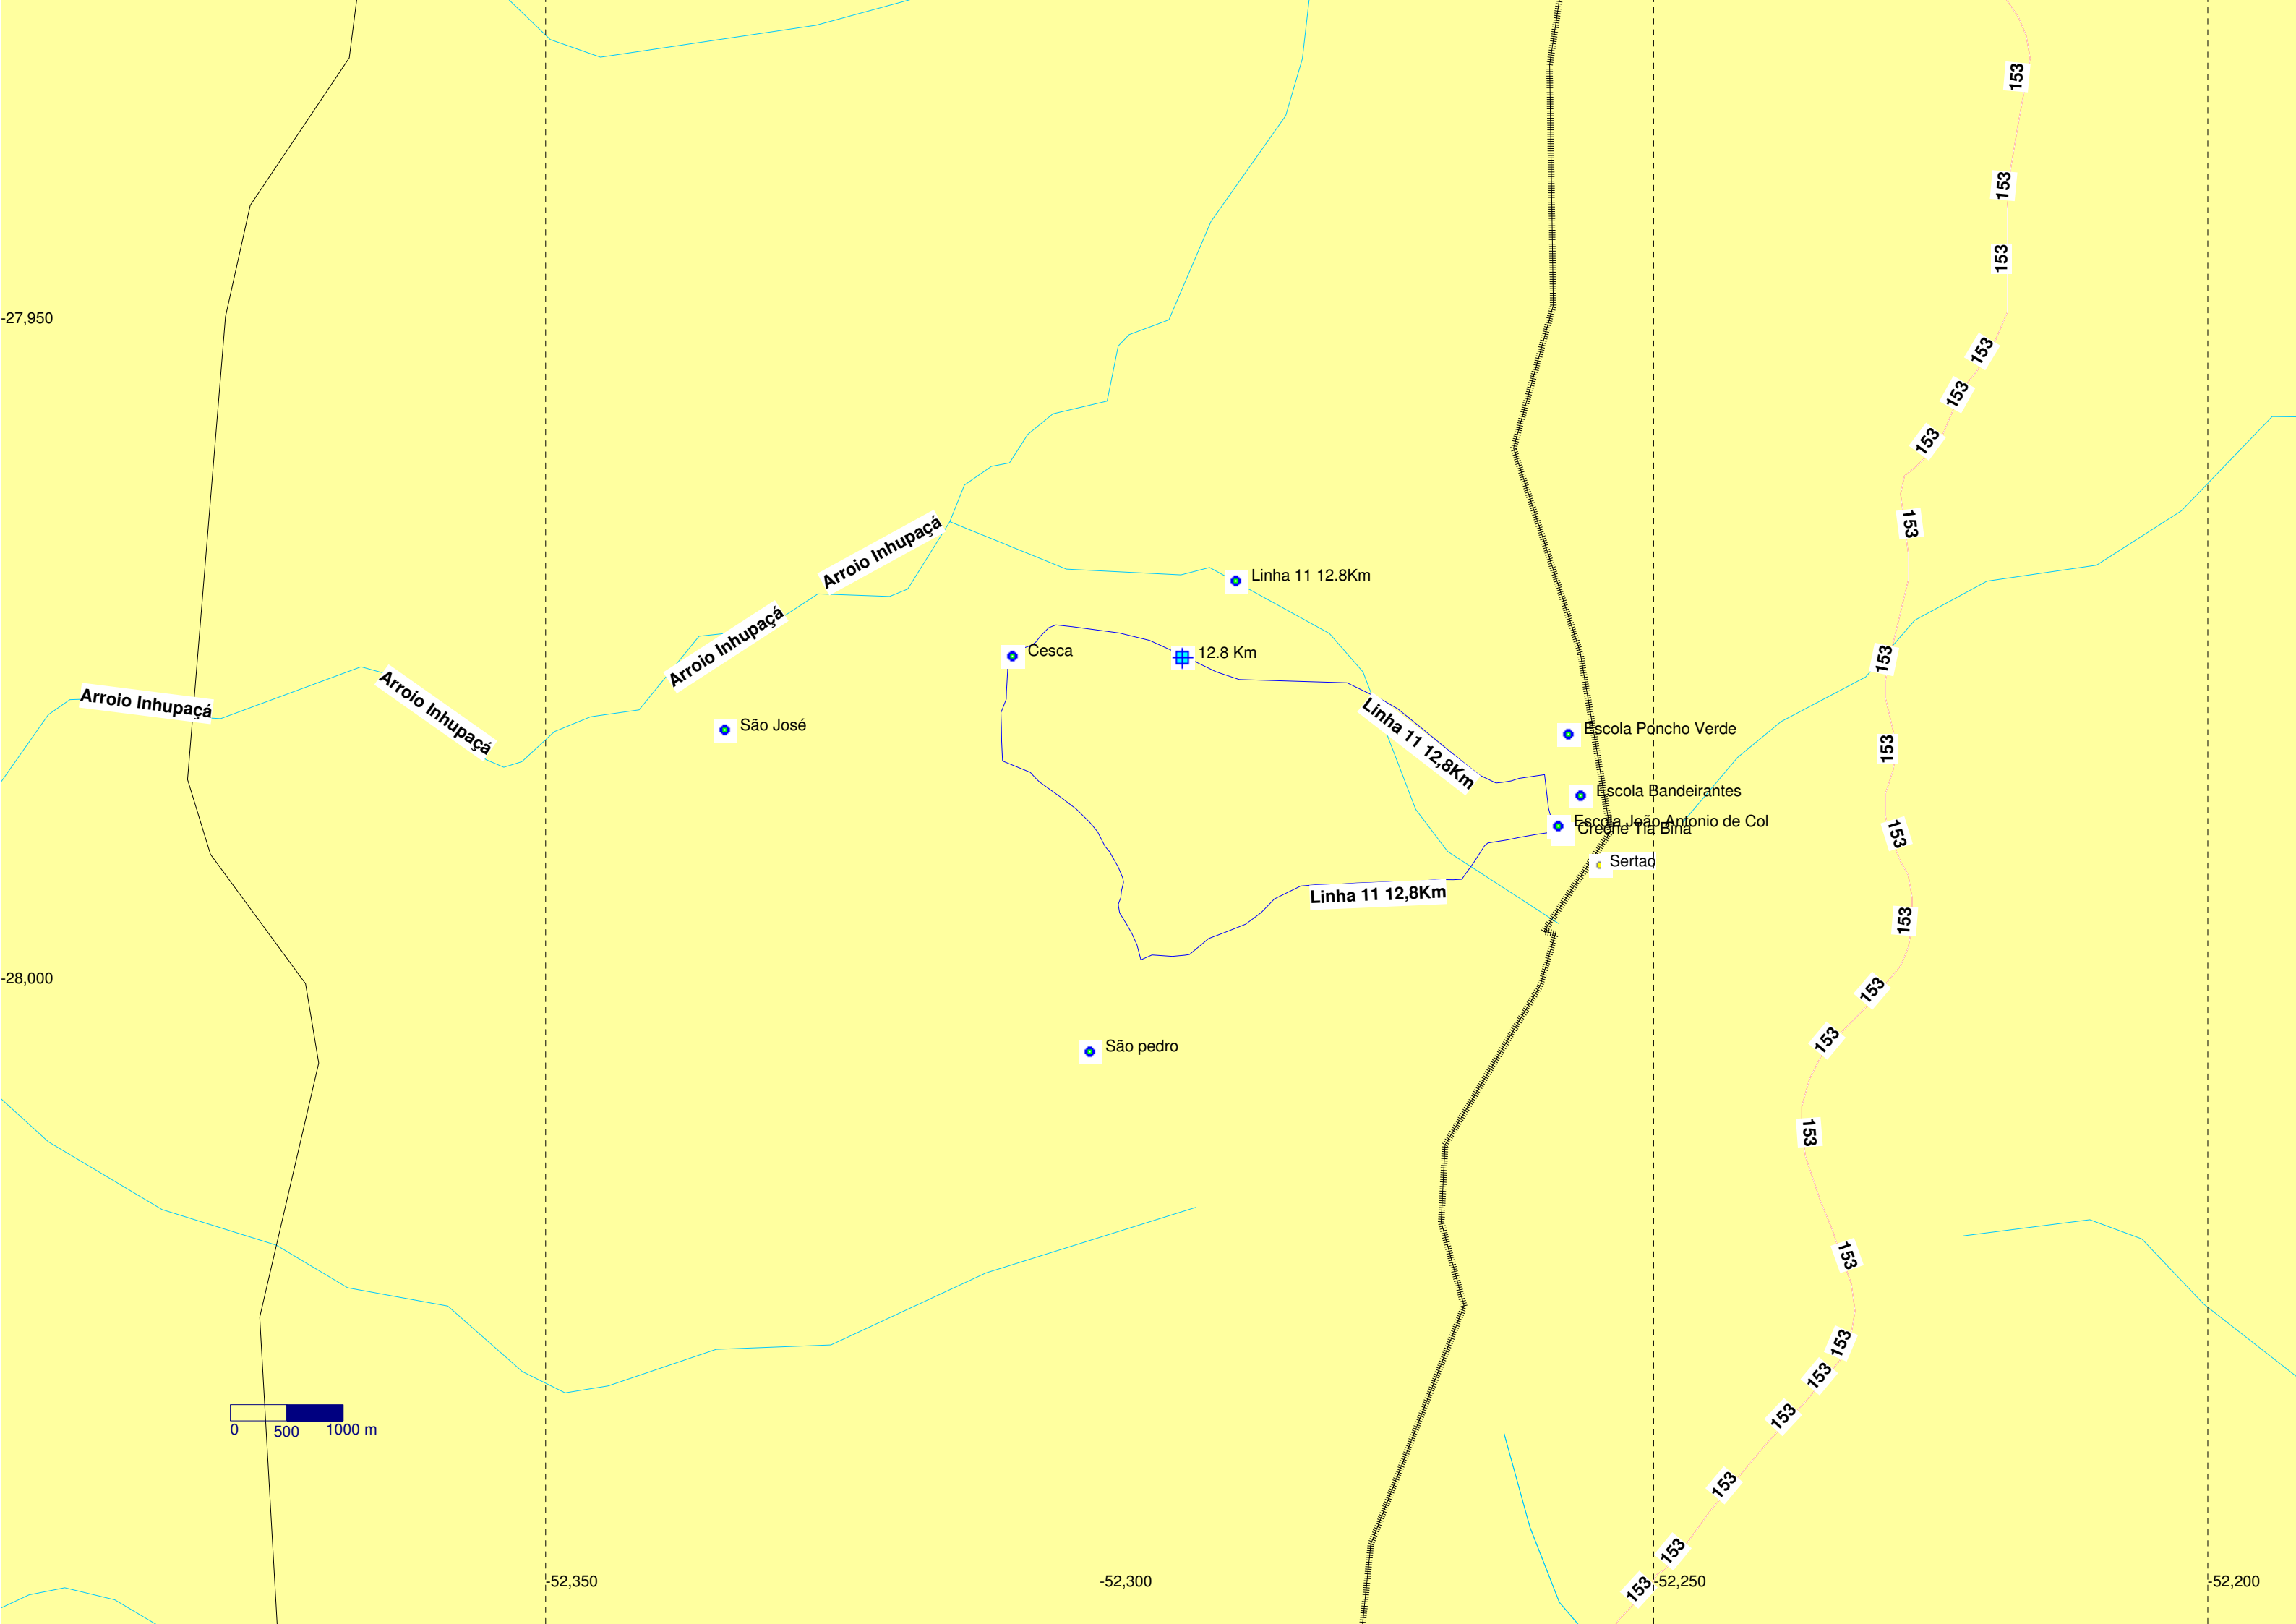 153
153
153
-27,950
153
153
153
153
Arroio Inhupaçá
Linha 11 12.8Km
Arroio Inhupaçá
Cesca
12.8 Km
153
Arroio Inhupaçá
Arroio Inhupaçá
São José
Linha 11 12,8Km
Escola Poncho Verde
153
Escola Bandeirantes
Escola João Antonio de Col
Creche Tia Bina
153
Sertao
Linha 11 12,8Km
153
-28,000
153
153
São pedro
153
153
153
153
153
0 500 1000 m
153
153
153
-52,350
-52,300
-52,250
-52,200